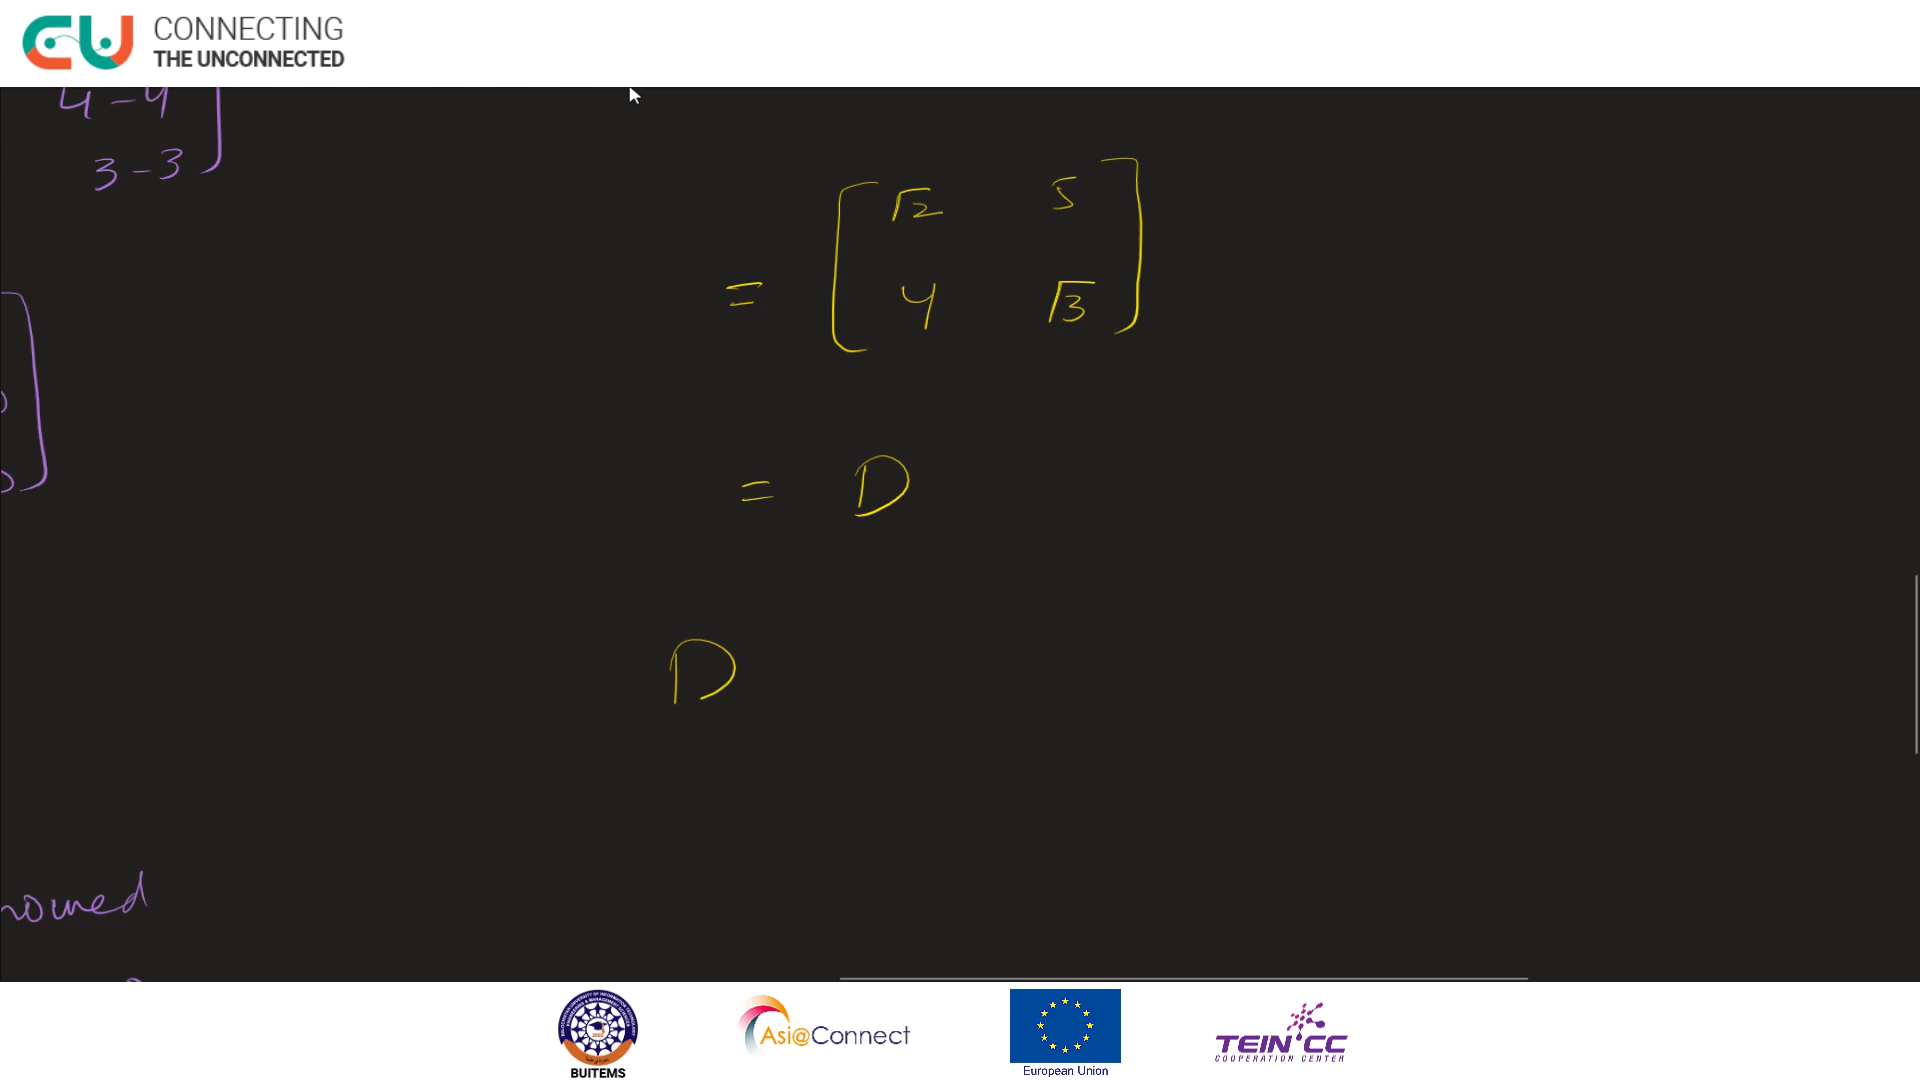 CONNECTING
THE UNCONNECTED
4-4
3-3
√2 5
= 4 √3
= D
D
BUITEMS
Asi@Connect
European Union
TEIN*CC
COOPERATION CENTER